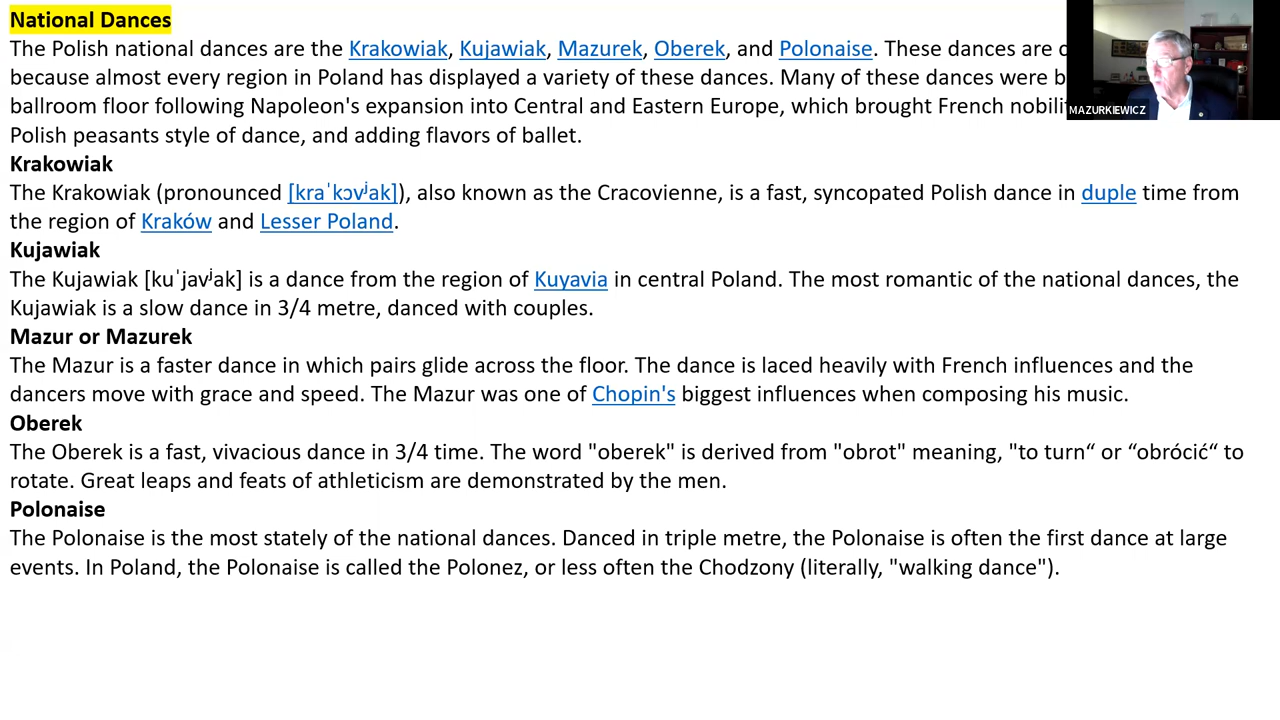 National Dances
The Polish national dances are the Krakowiak, Kujawiak, Mazurek, Oberek, and Polonaise. These dances are
because almost every region in Poland has displayed a variety of these dances. Many of these dances were
ballroom floor following Napoleon's expansion into Central and Eastern Europe, which brought French
MAZURKIEWICZ
Polish peasants style of dance, and adding flavors of ballet.
Krakowiak
The Krakowiak (pronounced [kraˈkɔvʲak]), also known as the Cracovienne, is a fast, syncopated Polish dance in duple time from
the region of Kraków and Lesser Poland.
Kujawiak
The Kujawiak [kuˈjavʲak] is a dance from the region of Kuyavia in central Poland. The most romantic of the national dances, the
Kujawiak is a slow dance in 3/4 metre, danced with couples.
Mazur or Mazurek
The Mazur is a faster dance in which pairs glide across the floor. The dance is laced heavily with French influences and the
dancers move with grace and speed. The Mazur was one of Chopin's biggest influences when composing his music.
Oberek
The Oberek is a fast, vivacious dance in 3/4 time. The word "oberek" is derived from "obrot" meaning, "to turn“ or “obrócić“ to
rotate. Great leaps and feats of athleticism are demonstrated by the men.
Polonaise
The Polonaise is the most stately of the national dances. Danced in triple metre, the Polonaise is often the first dance at large
events. In Poland, the Polonaise is called the Polonez, or less often the Chodzony (literally, "walking dance").